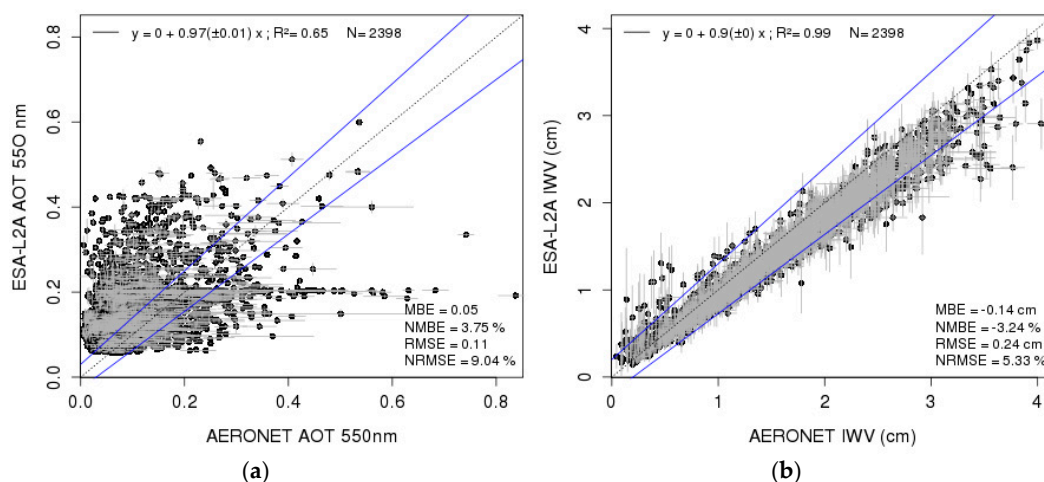 y = 0 + 0.97(±0.01) x ; R²= 0.65 N= 2398
0.8
0.6
0.4
0.2
0.0
ESA-L2A AOT 550 nm
MBE = 0.05
NMBE = 3.75 %
RMSE = 0.11
NRMSE = 9.04 %
0.0 0.2 0.4 0.6 0.8
AERONET AOT 550nm
(a)
y = 0 + 0.9(±0) x ; R²= 0.99 N= 2398
4
3
2
1
0
ESA-L2A IWV (cm)
MBE = -0.14 cm
NMBE = -3.24 %
RMSE = 0.24 cm
NRMSE = 5.33 %
0 1 2 3 4
AERONET IWV (cm)
(b)